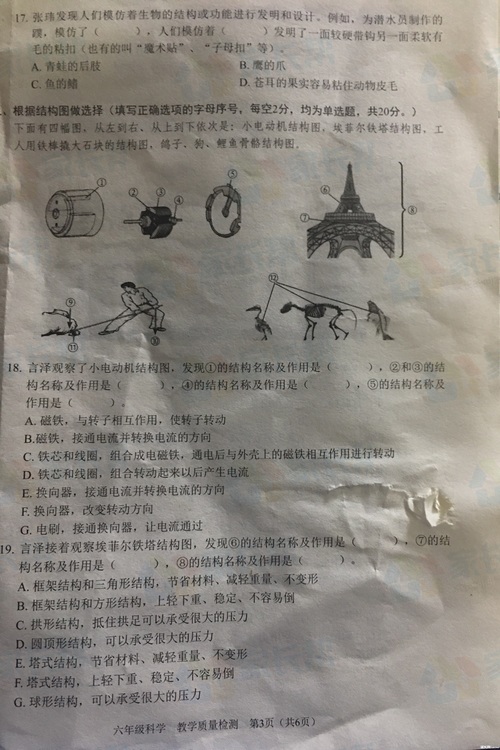 17. 张玮发现人们模仿着生物的结构或功能进行发明和设计。例如，为潜水员制作的
蹼，模仿了（　　），人们模仿着（　　）发明了一面较硬带钩另一面柔软有
毛的粘扣（也有的叫“魔术贴”、“子母扣”等）。
A. 青蛙的后肢　B. 鹰的爪
C. 鱼的鳍　D. 苍耳的果实容易粘住动物皮毛
、根据结构图做选择（填写正确选项的字母序号，每空2分，均为单选题，共20分。）
下面有四幅图，从左到右、从上到下依次是：小电动机结构图，埃菲尔铁塔结构图，工
人用铁棒撬大石块的结构图，鸽子、狗、鲤鱼骨骼结构图。
① ② ③ ④ ⑤ ⑥ ⑦ ⑧
⑨ ⑪ ⑫
18. 言泽观察了小电动机结构图，发现①的结构名称及作用是（　　），②和③的结
构名称及作用是（　　），④的结构名称及作用是（　　），⑤的结构名称及
作用是（　　）。
A. 磁铁，与转子相互作用，使转子转动
B.磁铁，接通电流并转换电流的方向
C. 铁芯和线圈，组合成电磁铁，通电后与外壳上的磁铁相互作用进行转动
D. 铁芯和线圈，组合转动起来以后产生电流
E. 换向器，接通电流并转换电流的方向
F. 换向器，改变转动方向
G. 电刷，接通换向器，让电流通过
19. 言泽接着观察埃菲尔铁塔结构图，发现⑥的结构名称及作用是（　　），⑦的结
构名称及作用是（　　），⑧的结构名称及作用是（　　）。
A. 框架结构和三角形结构，节省材料、减轻重量、不变形
B. 框架结构和方形结构，上轻下重、稳定、不容易倒
C. 拱形结构，抵住拱足可以承受很大的压力
D. 圆顶形结构，可以承受很大的压力
E. 塔式结构，节省材料、减轻重量、不变形
F. 塔式结构，上轻下重、稳定、不容易倒
G. 球形结构，可以承受很大的压力
六年级科学　教学质量检测　第3页（共6页）